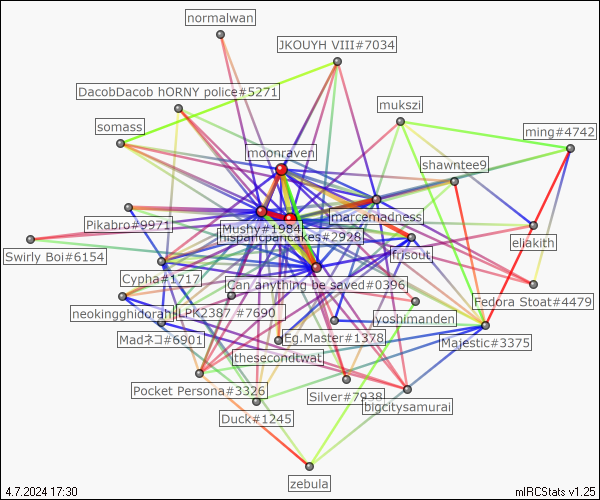 normalwan
JKOUYH VIII#7034
DacobDacob hORNY police#5271
mukszi
somass
ming#4742
moonraven
shawntee9
marcemadness
Pikabro#9971
Mushy#1984
hispanicpancakes#2928
eliakith
frisout
Swirly Boi#6154
Cypha#1717
Can anything be saved#0396
Fedora Stoat#4479
neokingghidorah
LPK2387 #7690
yoshimanden
Madネコ#6901
Eg.Master#1378
Majestic#3375
thesecondtwat
Pocket Persona#3326
Silver#7938
bigcitysamurai
Duck#1245
zebula
4.7.2024 17:30
mIRCStats v1.25